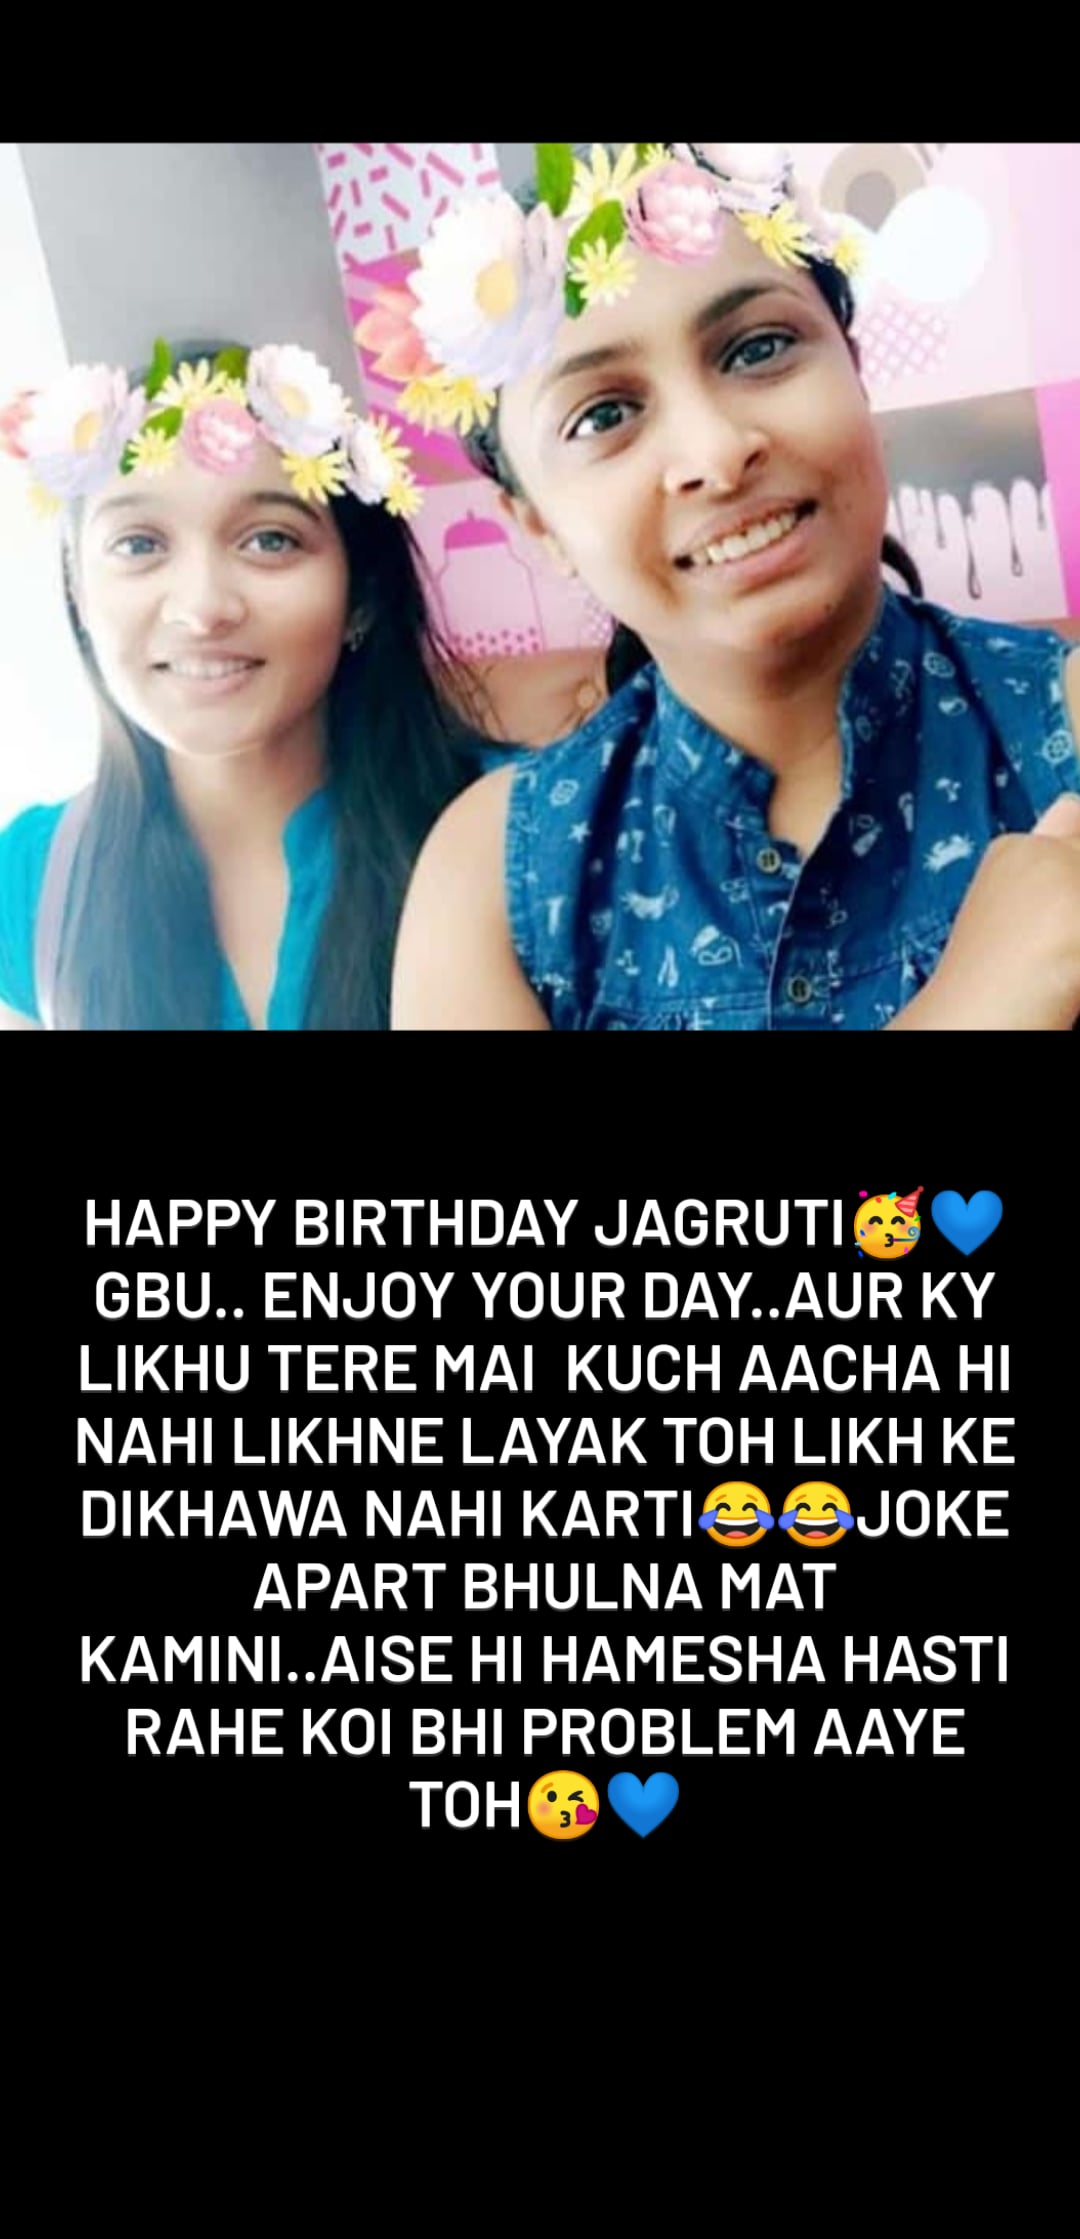 HAPPY BIRTHDAY JAGRUTI🥳💙
GBU.. ENJOY YOUR DAY..AUR KY
LIKHU TERE MAI  KUCH AACHA HI
NAHI LIKHNE LAYAK TOH LIKH KE
DIKHAWA NAHI KARTI😂😂JOKE
APART BHULNA MAT
KAMINI..AISE HI HAMESHA HASTI
RAHE KOI BHI PROBLEM AAYE
TOH😘💙